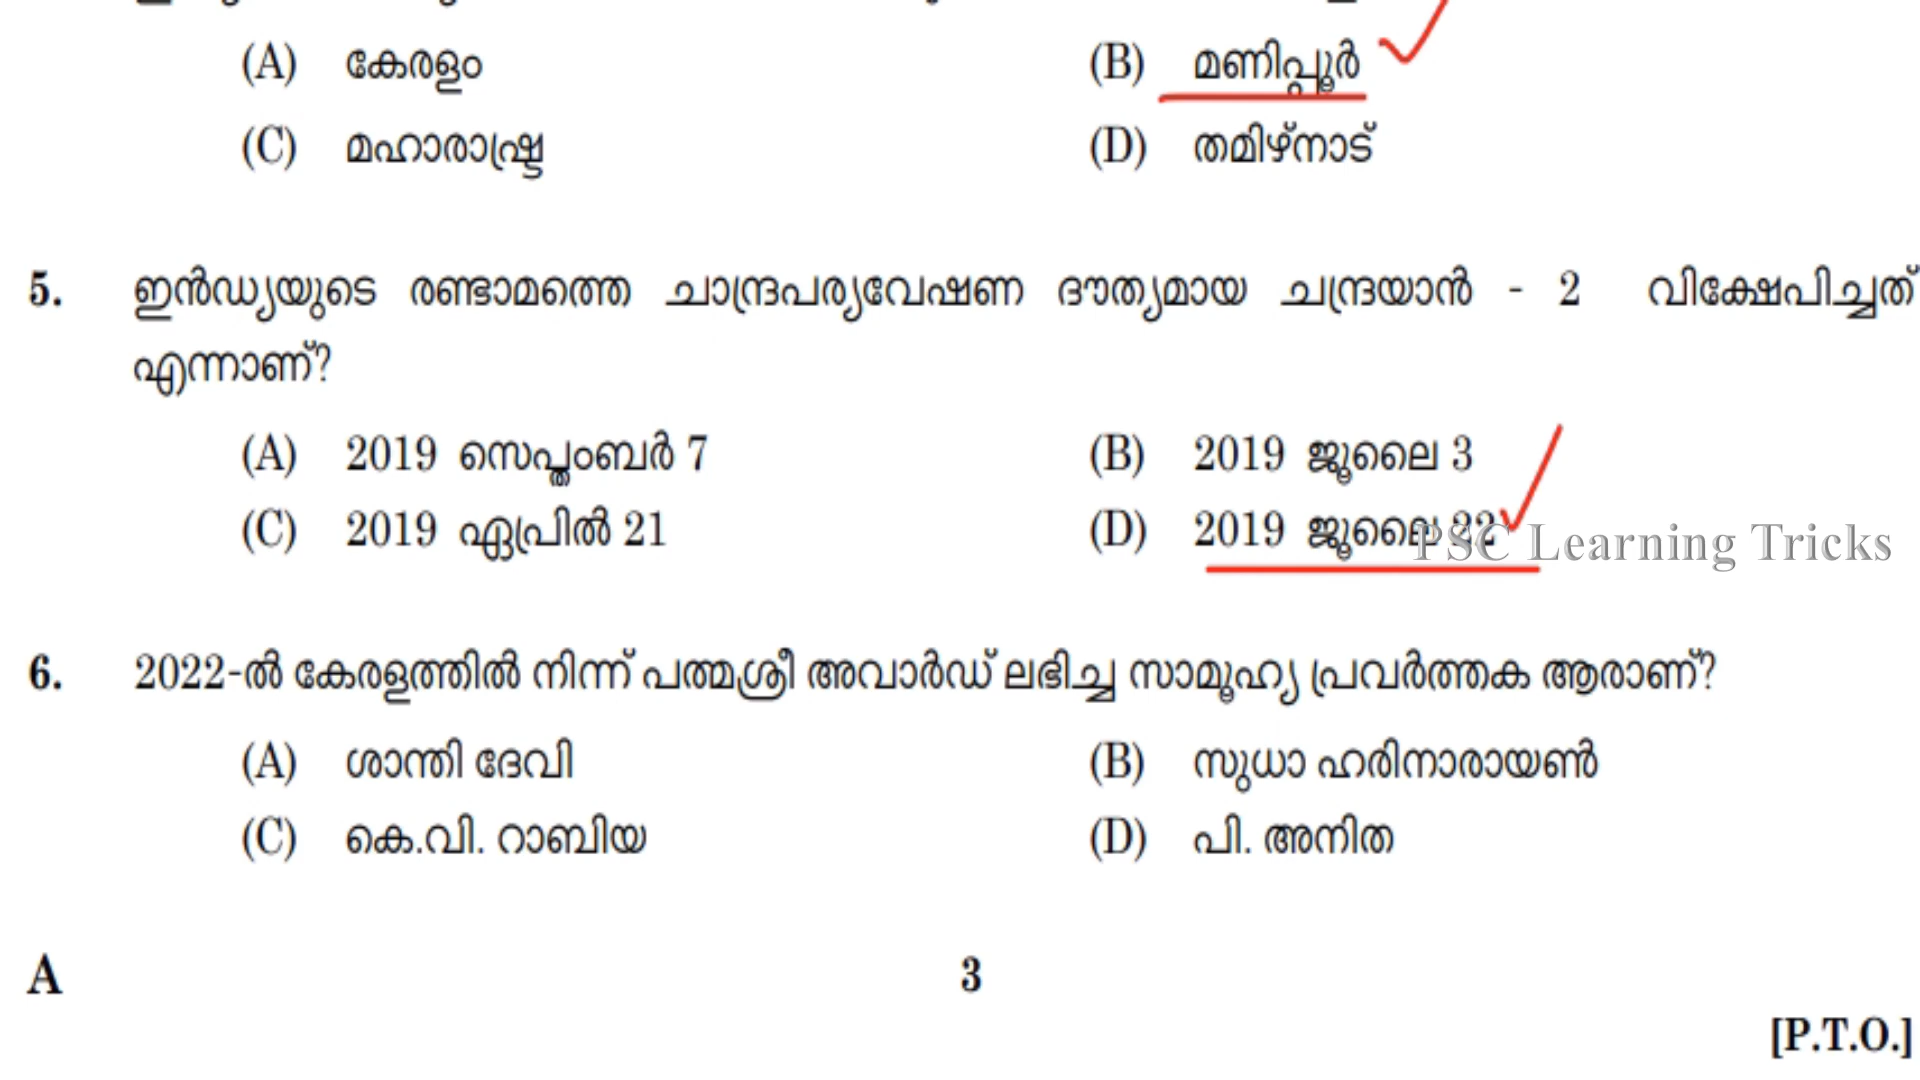 (A) കേരളം (B) മണിപ്പൂർ
(C) മഹാരാഷ്ട്ര (D) തമിഴ്നാട്
5. ഇൻഡ്യയുടെ രണ്ടാമത്തെ ചാന്ദ്രപര്യവേഷണ ദൗത്യമായ ചന്ദ്രയാൻ - 2 വിക്ഷേപിച്ചത്
എന്നാണ്?
(A) 2019 സെപ്തംബർ 7 (B) 2019 ജൂലൈ 3
(C) 2019 ഏപ്രിൽ 21 (D) 2019 ജൂലൈ 22
PSC Learning Tricks
6. 2022-ൽ കേരളത്തിൽ നിന്ന് പത്മശ്രീ അവാർഡ് ലഭിച്ച സാമൂഹ്യ പ്രവർത്തക ആരാണ്?
(A) ശാന്തി ദേവി (B) സുധാ ഹരിനാരായൺ
(C) കെ.വി. റാബിയ (D) പി. അനിത
A 3
[P.T.O.]